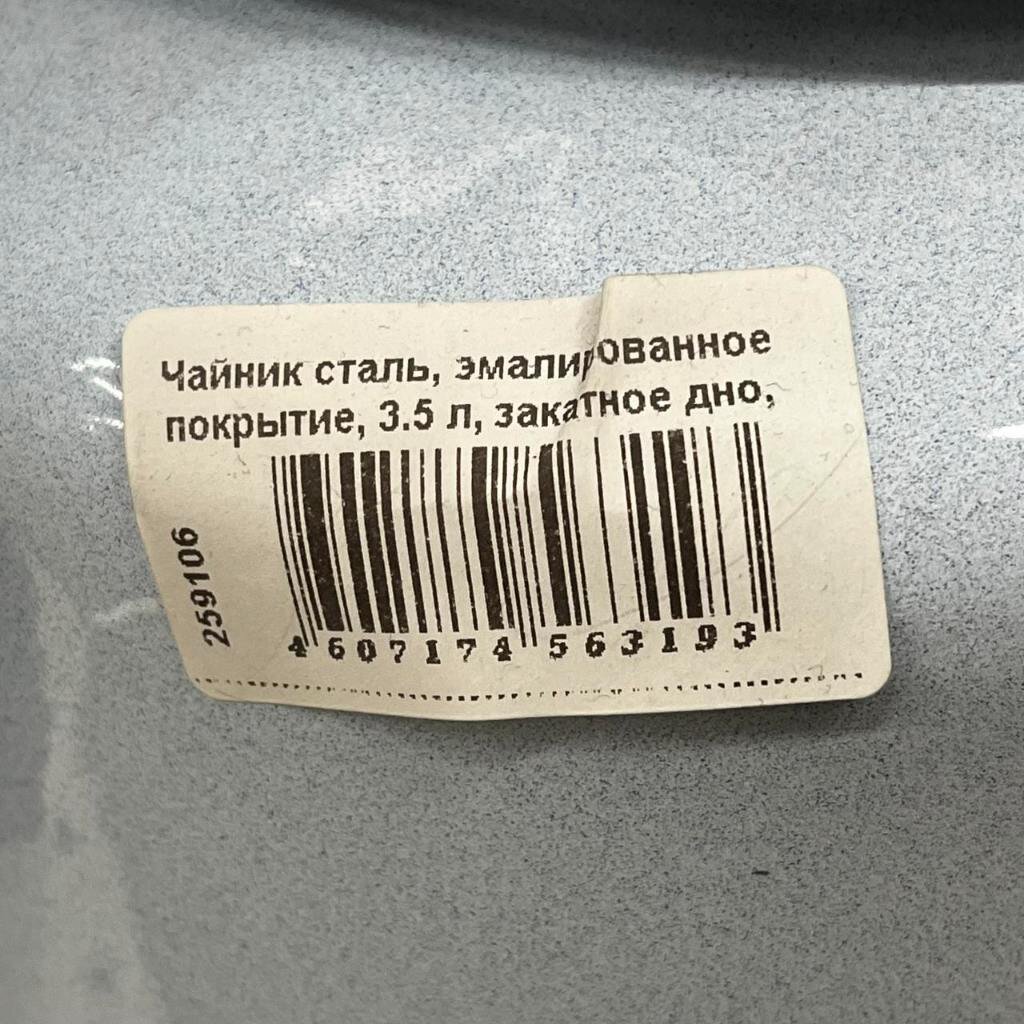 Чайник сталь, эмалированное
покрытие, 3.5 л, закатное дно,
259106
4 607174 563193